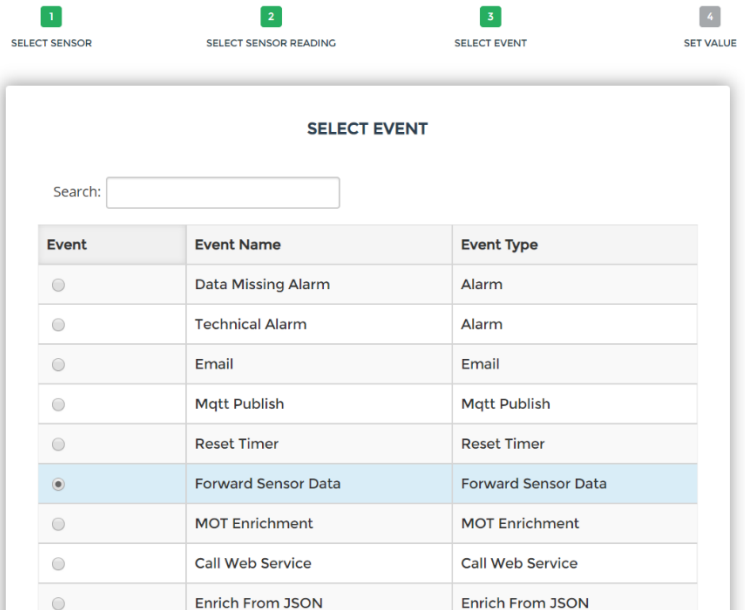 1 2 3 4
SELECT SENSOR SELECT SENSOR READING SELECT EVENT SET VALUE
SELECT EVENT
Search:
Event Event Name Event Type
Data Missing Alarm Alarm
Technical Alarm Alarm
Email Email
Mqtt Publish Mqtt Publish
Reset Timer Reset Timer
Forward Sensor Data Forward Sensor Data
MOT Enrichment MOT Enrichment
Call Web Service Call Web Service
Enrich From JSON Enrich From JSON